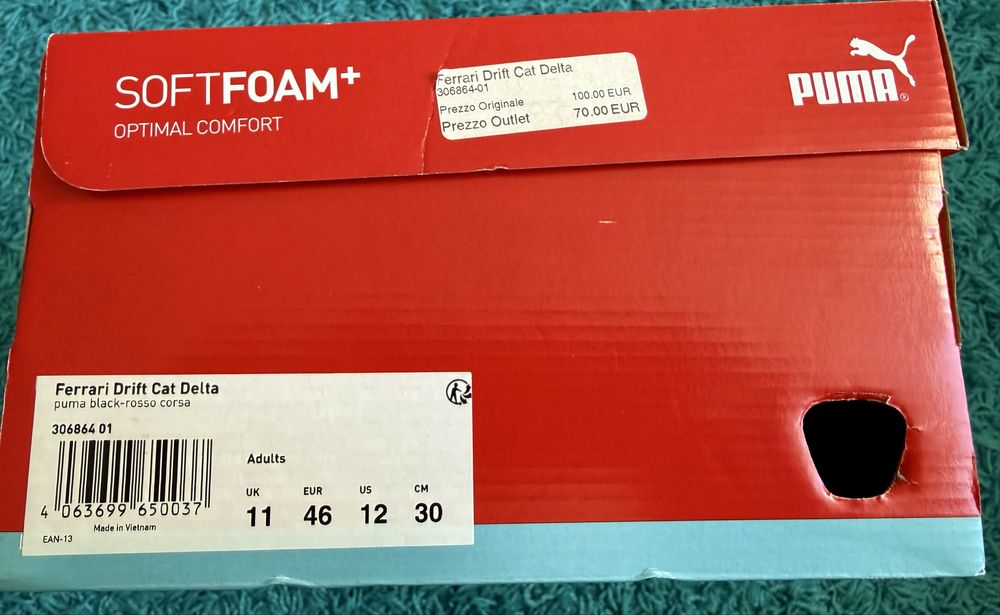 SOFTFOAM+
OPTIMAL COMFORT
Ferrari Drift Cat Delta
306864-01
Prezzo Originale 100.00 EUR
Prezzo Outlet 70.00 EUR
PUMA®
Ferrari Drift Cat Delta
puma black-rosso corsa
306864 01
4 063699 650037
Made in Vietnam
EAN-13
Adults
UK EUR US CM
11 46 12 30